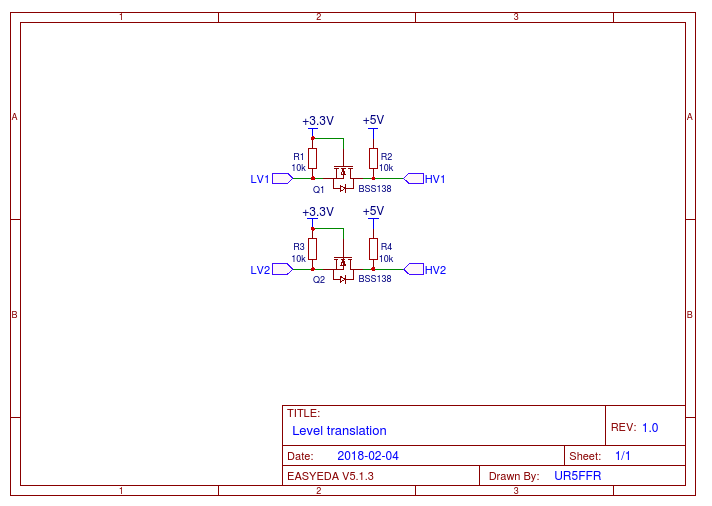 1 2 3
A A
+3.3V +5V
R1 R2
10k 10k
LV1 HV1
Q1 BSS138
+3.3V +5V
R3 R4
10k 10k
LV2 HV2
Q2 BSS138
B B
TITLE:
Level translation
REV: 1.0
Date: 2018-02-04 Sheet: 1/1
EASYEDA V5.1.3 Drawn By: UR5FFR
1 2 3